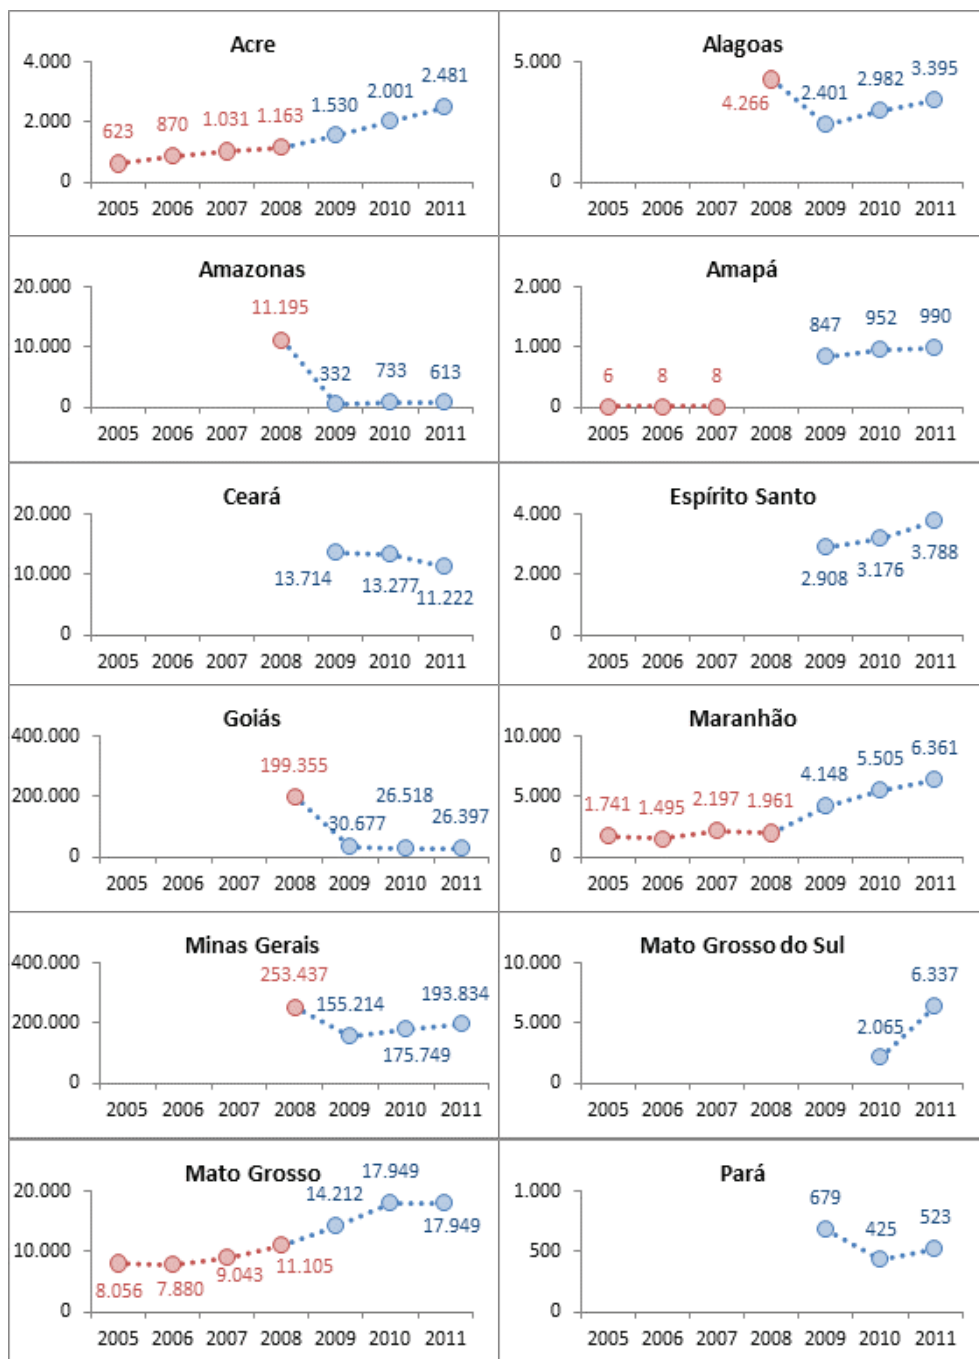 Acre
4.000
2.000
0
623 870 1.031 1.163 1.530 2.001 2.481
2005 2006 2007 2008 2009 2010 2011
Alagoas
5.000
0
4.266 2.401 2.982 3.395
2005 2006 2007 2008 2009 2010 2011
Amazonas
20.000
10.000
0
11.195 332 733 613
2005 2006 2007 2008 2009 2010 2011
Amapá
2.000
1.000
0
6 8 8 847 952 990
2005 2006 2007 2008 2009 2010 2011
Ceará
20.000
10.000
0
13.714 13.277 11.222
2005 2006 2007 2008 2009 2010 2011
Espírito Santo
4.000
2.000
0
2.908 3.176 3.788
2005 2006 2007 2008 2009 2010 2011
Goiás
400.000
200.000
0
199.355 30.677 26.518 26.397
2005 2006 2007 2008 2009 2010 2011
Maranhão
10.000
5.000
0
1.741 1.495 2.197 1.961 4.148 5.505 6.361
2005 2006 2007 2008 2009 2010 2011
Minas Gerais
400.000
200.000
0
253.437 155.214 175.749 193.834
2005 2006 2007 2008 2009 2010 2011
Mato Grosso do Sul
10.000
5.000
0
2.065 6.337
2005 2006 2007 2008 2009 2010 2011
Mato Grosso
20.000
10.000
0
8.056 7.880 9.043 11.105 14.212 17.949 17.949
2005 2006 2007 2008 2009 2010 2011
Pará
1.000
500
0
679 425 523
2005 2006 2007 2008 2009 2010 2011